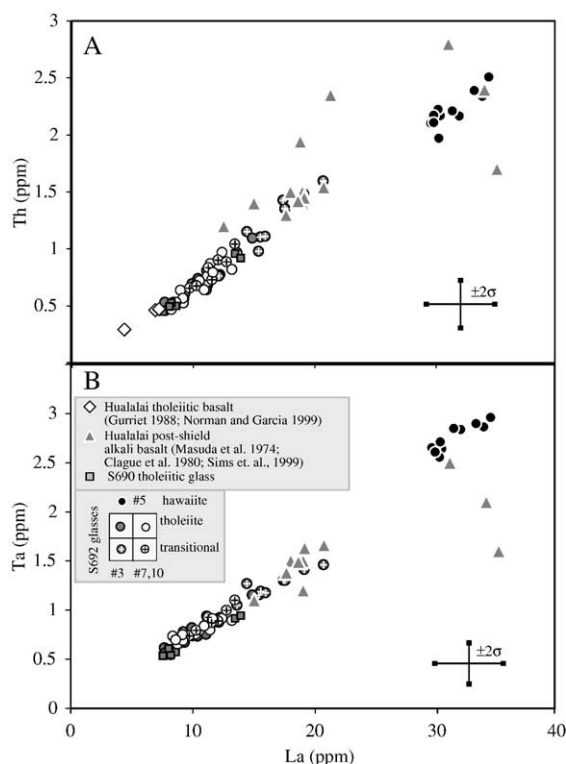 A
3
2.5
2
1.5
1
0.5
Th (ppm)
±2σ
B
Hualalai tholeiitic basalt
(Gurriet 1988; Norman and Garcia 1999)
Hualalai post-shield
alkali basalt (Masuda et al. 1974;
Clague et al. 1980; Sims et. al., 1999)
S690 tholeiitic glass
#5 hawaiite
S692 glasses
tholeiite
transitional
#3 #7,10
3
2.5
2
1.5
1
0.5
0
Ta (ppm)
±2σ
0 10 20 30 40
La (ppm)